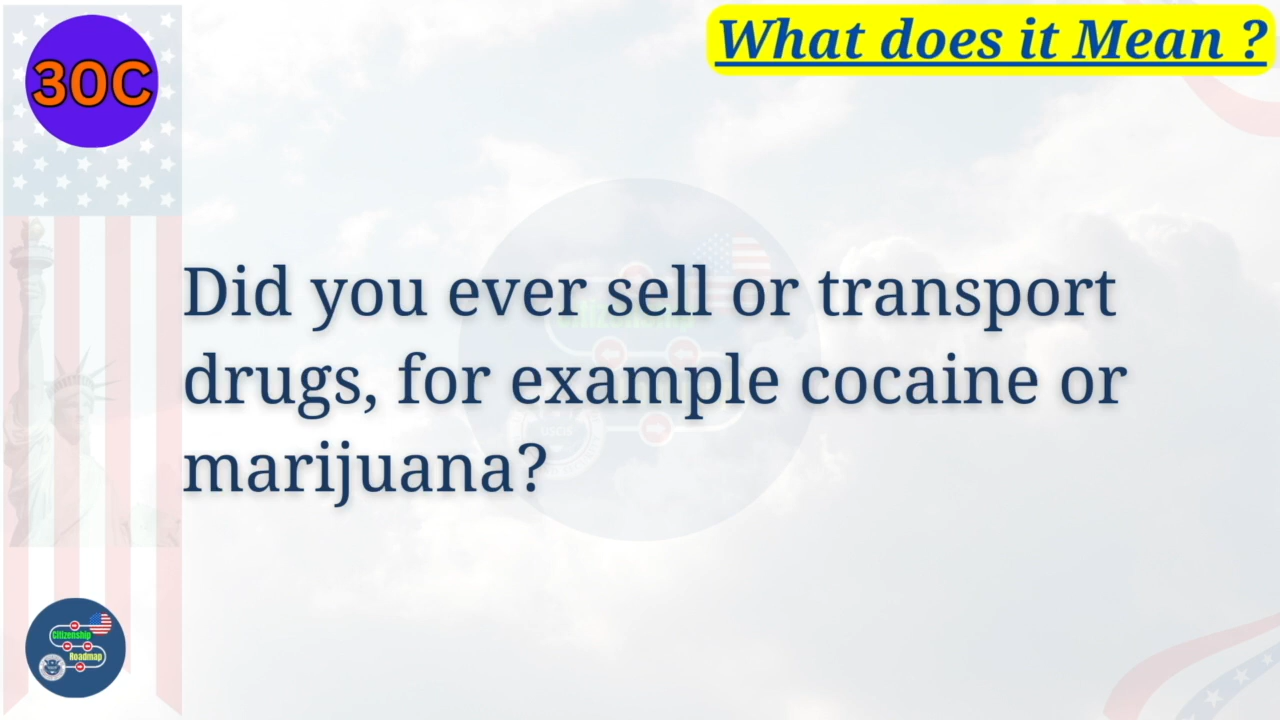 30C
What does it Mean ?
Did you ever sell or transport
drugs, for example cocaine or
marijuana?
Citizenship
Roadmap